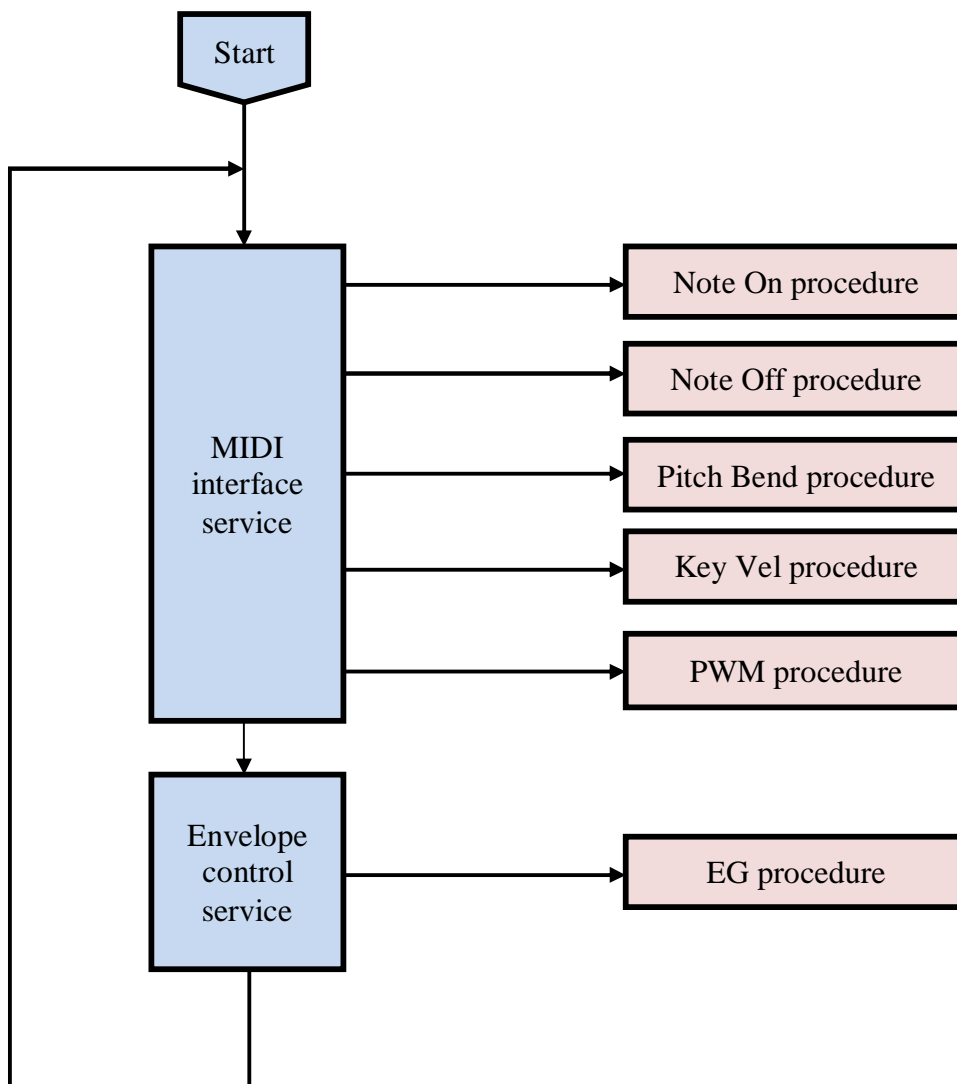 Start
MIDI
interface
service
Note On procedure
Note Off procedure
Pitch Bend procedure
Key Vel procedure
PWM procedure
Envelope
control
service
EG procedure